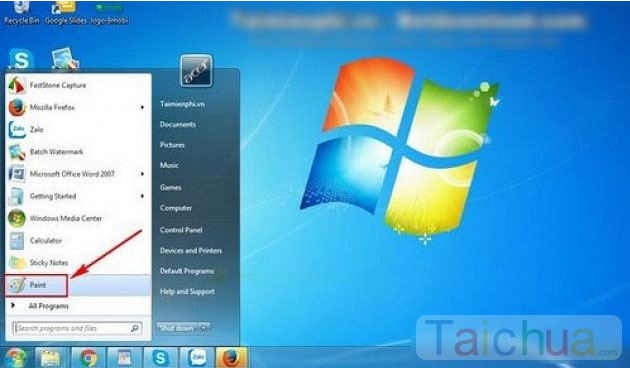 Recycle Bin
Google Slides
logo-9mobi
FastStone Capture
Mozilla Firefox
Zalo
Batch Watermark
Microsoft Office Word 2007
Getting Started
Windows Media Center
Calculator
Sticky Notes
Paint
All Programs
Search programs and files
acer
Taimienphi.vn
Documents
Pictures
Music
Games
Computer
Control Panel
Devices and Printers
Default Programs
Help and Support
Shut down
Zalo
Taichua.com